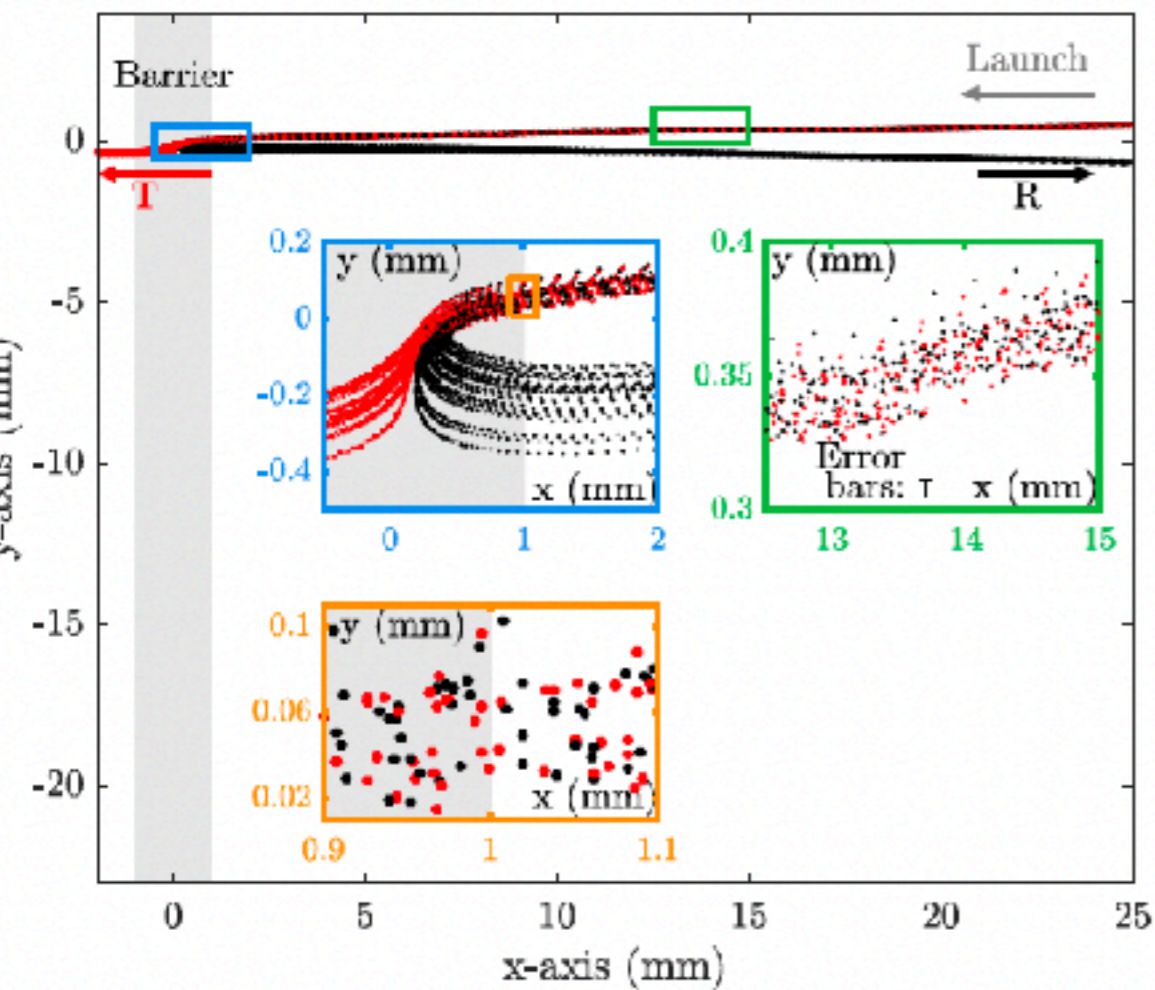 Barrier
Launch
T
R
0
-5
-10
-15
-20
y-axis (mm)
0.2
0
-0.2
-0.4
y (mm)
x (mm)
0 1 2
0.4
0.35
0.3
y (mm)
Error
bars: x (mm)
13 14 15
0.1
0.06
0.02
y (mm)
x (mm)
0.9 1 1.1
0 5 10 15 20 25
x-axis (mm)